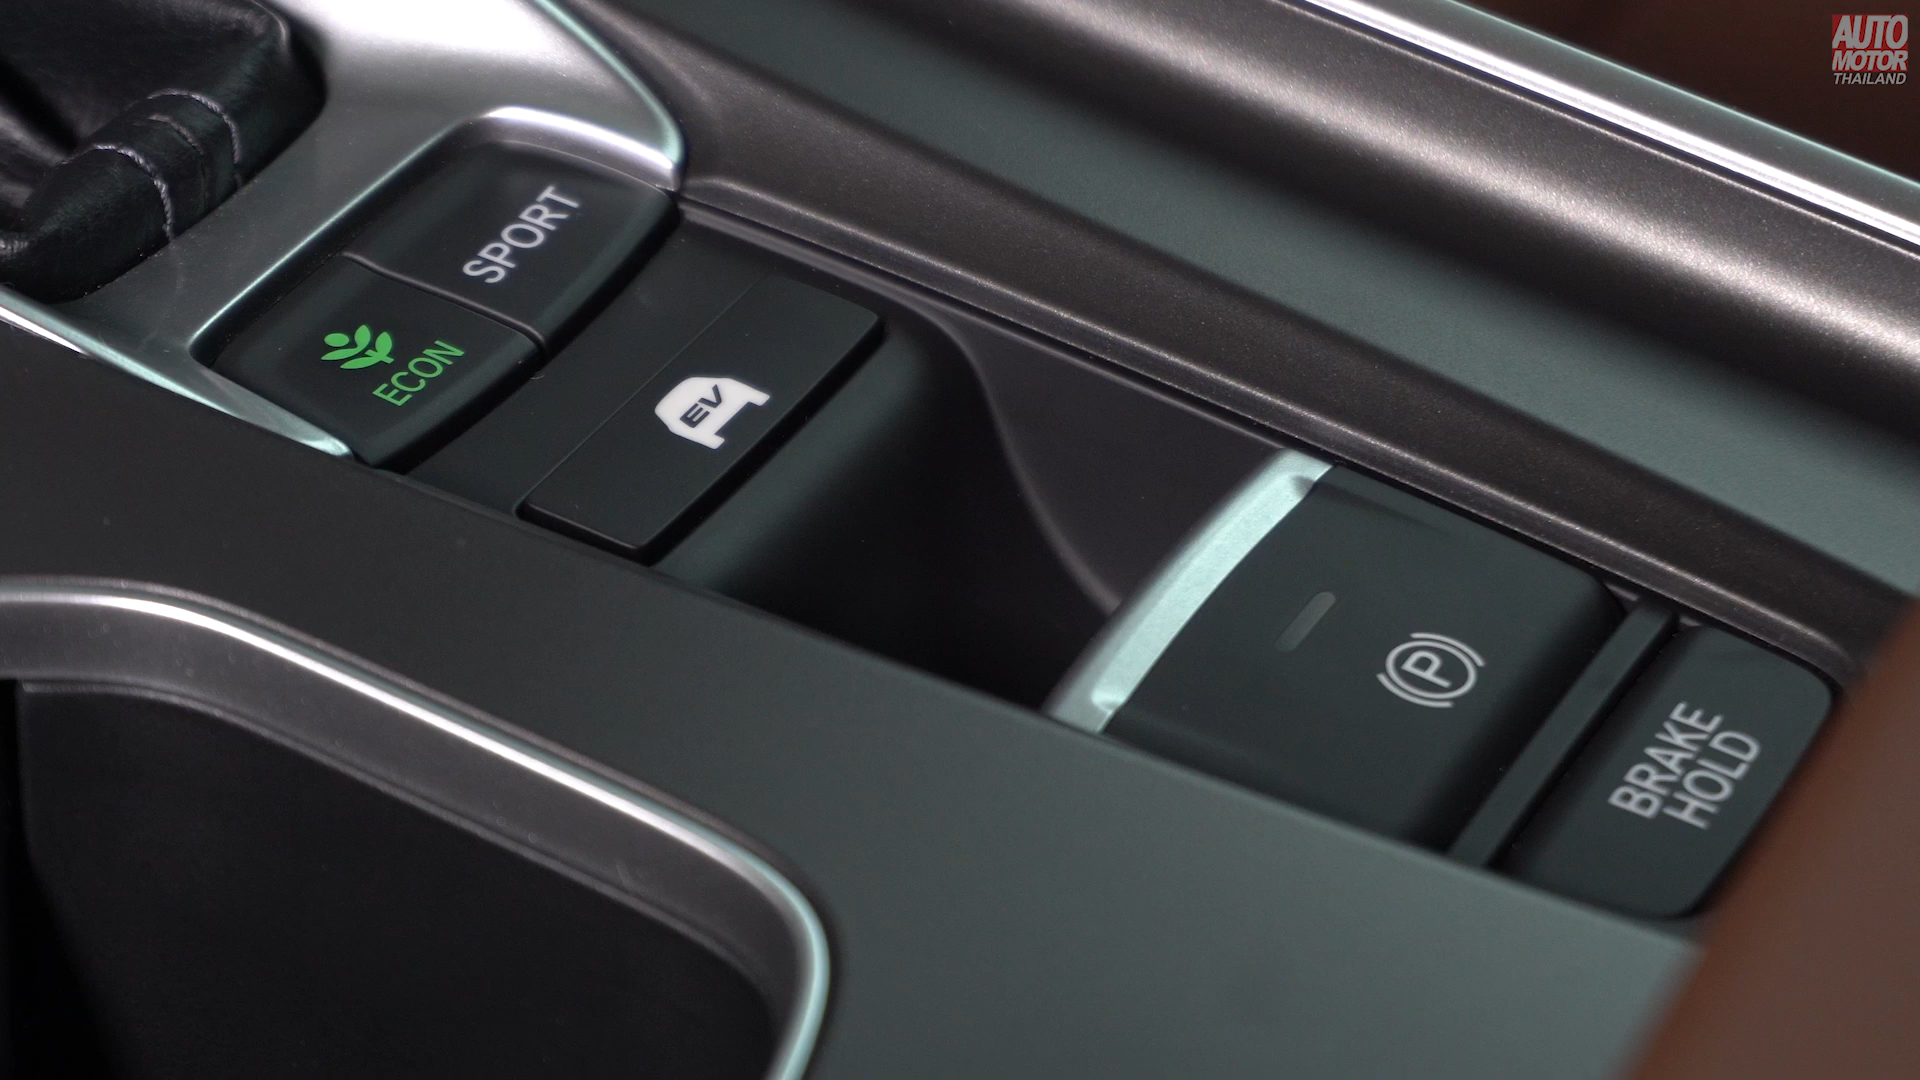 AUTO
MOTOR
THAILAND
SPORT
ECON
EV
P
BRAKE
HOLD